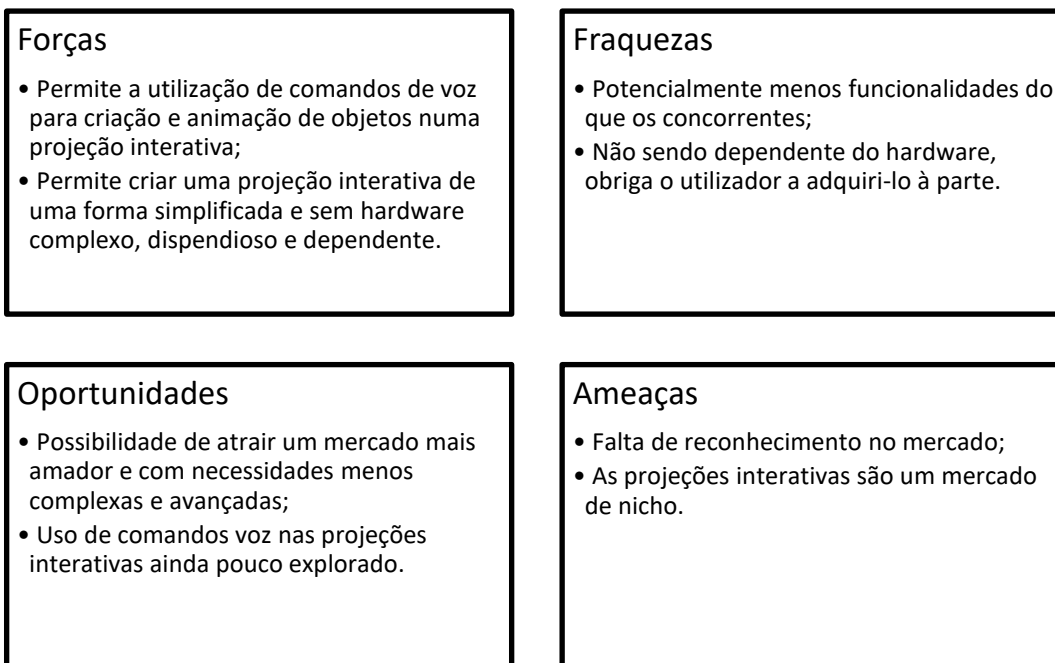 Forças
• Permite a utilização de comandos de voz
para criação e animação de objetos numa
projeção interativa;
• Permite criar uma projeção interativa de
uma forma simplificada e sem hardware
complexo, dispendioso e dependente.
Fraquezas
• Potencialmente menos funcionalidades do
que os concorrentes;
• Não sendo dependente do hardware,
obriga o utilizador a adquiri-lo à parte.
Oportunidades
• Possibilidade de atrair um mercado mais
amador e com necessidades menos
complexas e avançadas;
• Uso de comandos voz nas projeções
interativas ainda pouco explorado.
Ameaças
• Falta de reconhecimento no mercado;
• As projeções interativas são um mercado
de nicho.